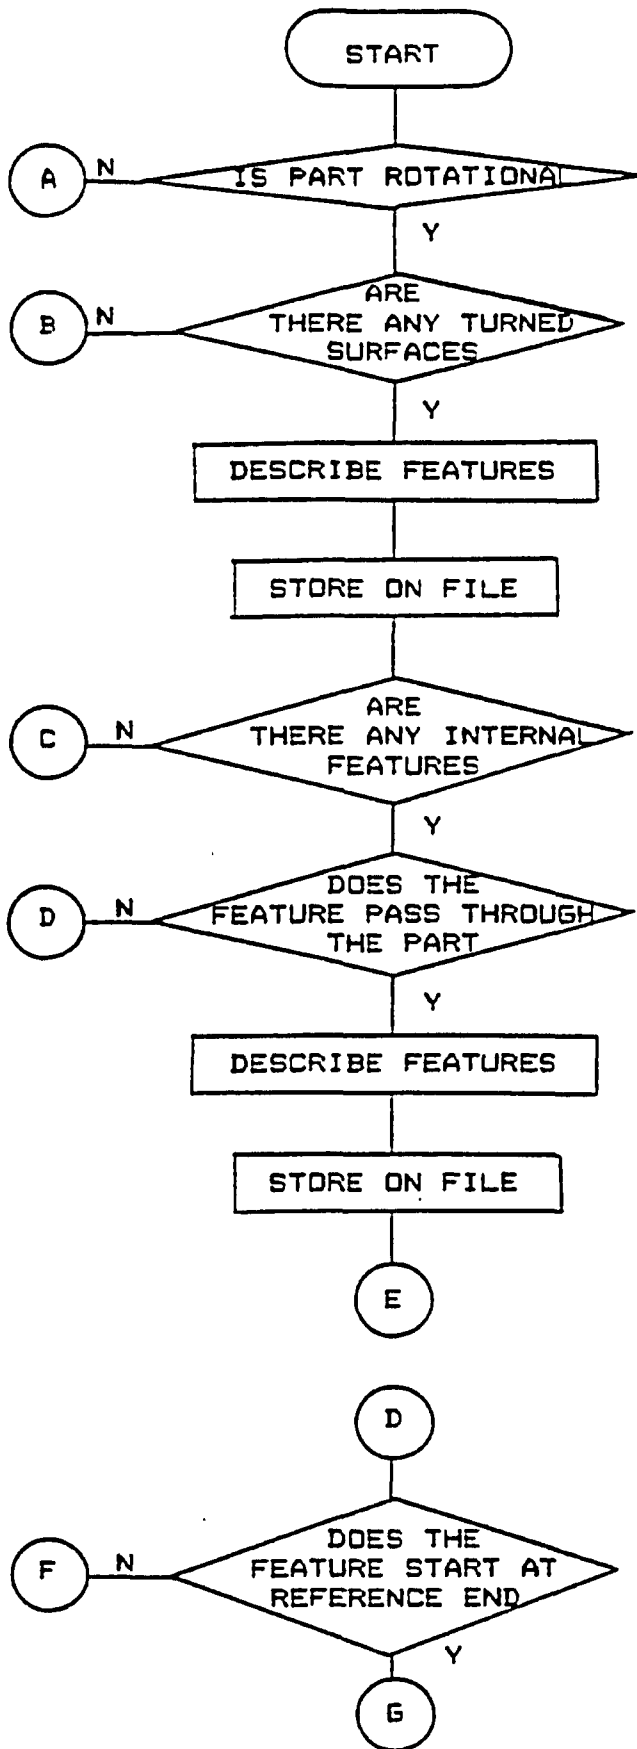 START
A N IS PART ROTATIONAL
Y
ARE
B N THERE ANY TURNED
SURFACES
Y
DESCRIBE FEATURES
STORE ON FILE
ARE
C N THERE ANY INTERNAL
FEATURES
Y
DOES THE
D N FEATURE PASS THROUGH
THE PART
Y
DESCRIBE FEATURES
STORE ON FILE
E
D
DOES THE
F N FEATURE START AT
REFERENCE END
Y
G